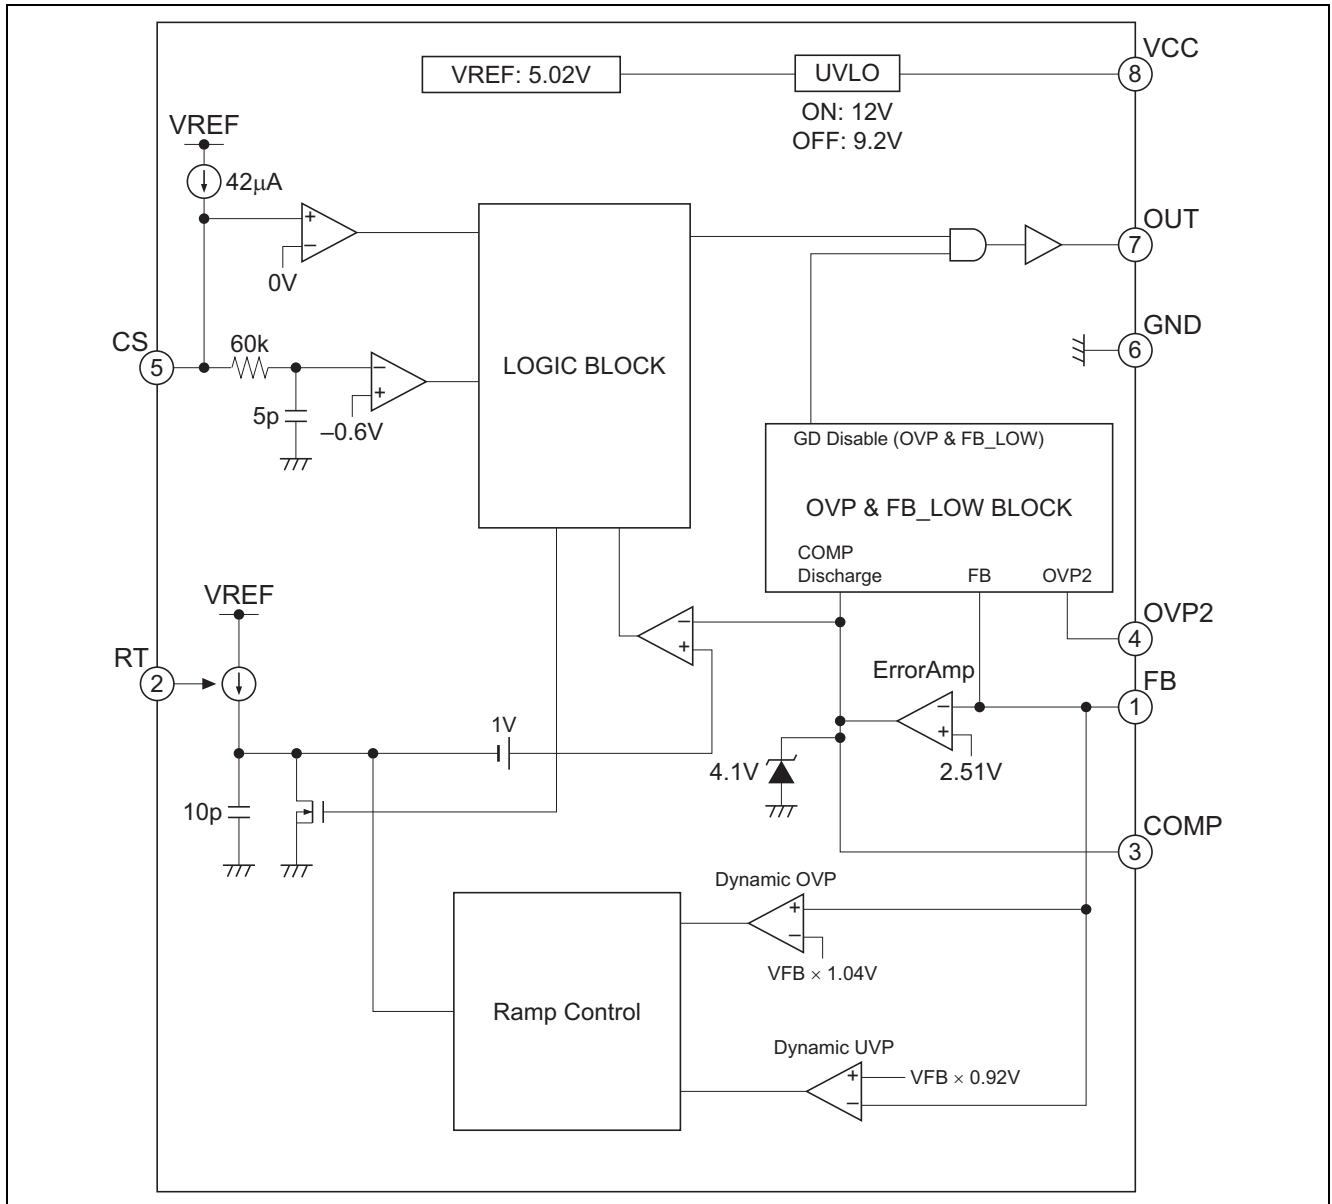 VCC
VREF: 5.02V
UVLO
8
ON: 12V
OFF: 9.2V
VREF
42μA
+
−
0V
OUT
7
GND
6
CS
5
60k
5p
−
+
−0.6V
LOGIC BLOCK
GD Disable (OVP & FB_LOW)
OVP & FB_LOW BLOCK
COMP
Discharge
FB
OVP2
VREF
OVP2
4
−
+
RT
2
ErrorAmp
FB
1
−
+
2.51V
1V
4.1V
10p
COMP
3
Dynamic OVP
+
−
VFB × 1.04V
Ramp Control
Dynamic UVP
+
−
VFB × 0.92V